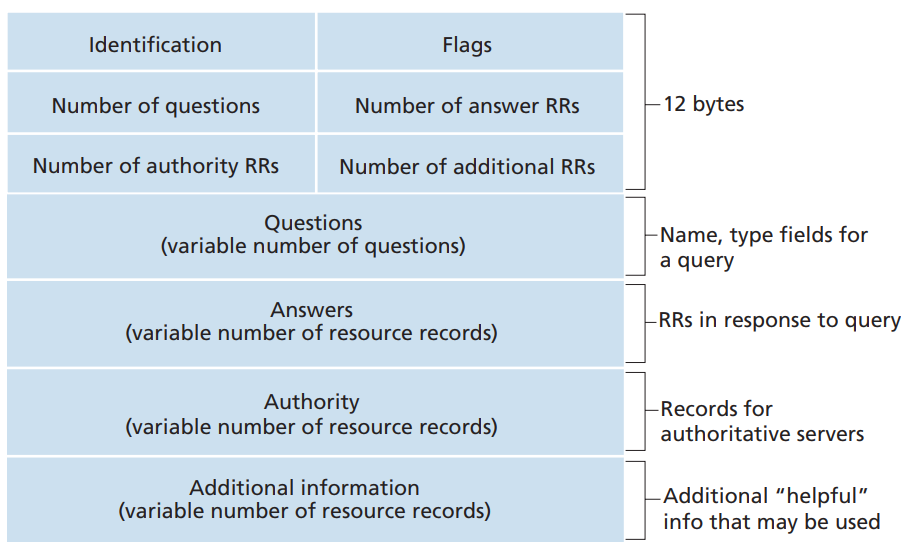 Identification
Flags
Number of questions
Number of answer RRs
12 bytes
Number of authority RRs
Number of additional RRs
Questions
(variable number of questions)
Name, type fields for
a query
Answers
(variable number of resource records)
RRs in response to query
Authority
(variable number of resource records)
Records for
authoritative servers
Additional information
(variable number of resource records)
Additional “helpful”
info that may be used